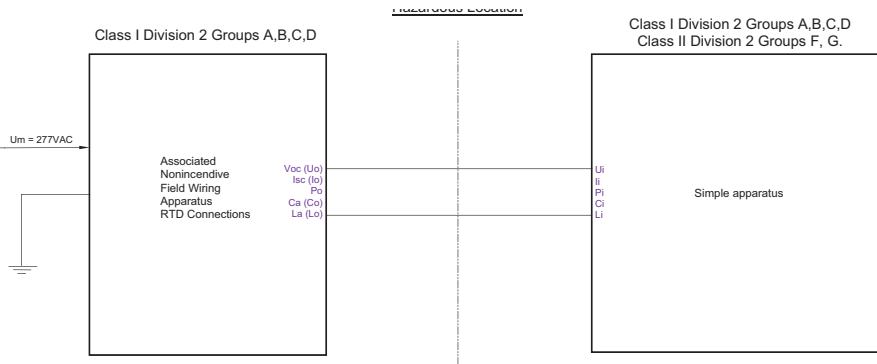 Hazardous Location
Class I Division 2 Groups A,B,C,D
Class I Division 2 Groups A,B,C,D
Class II Division 2 Groups F, G.
Um = 277VAC
Associated
Nonincendive
Field Wiring
Apparatus
RTD Connections
Voc (Uo)
Isc (Io)
Po
Ca (Co)
La (Lo)
Ui
Ii
Pi
Ci
Li
Simple apparatus